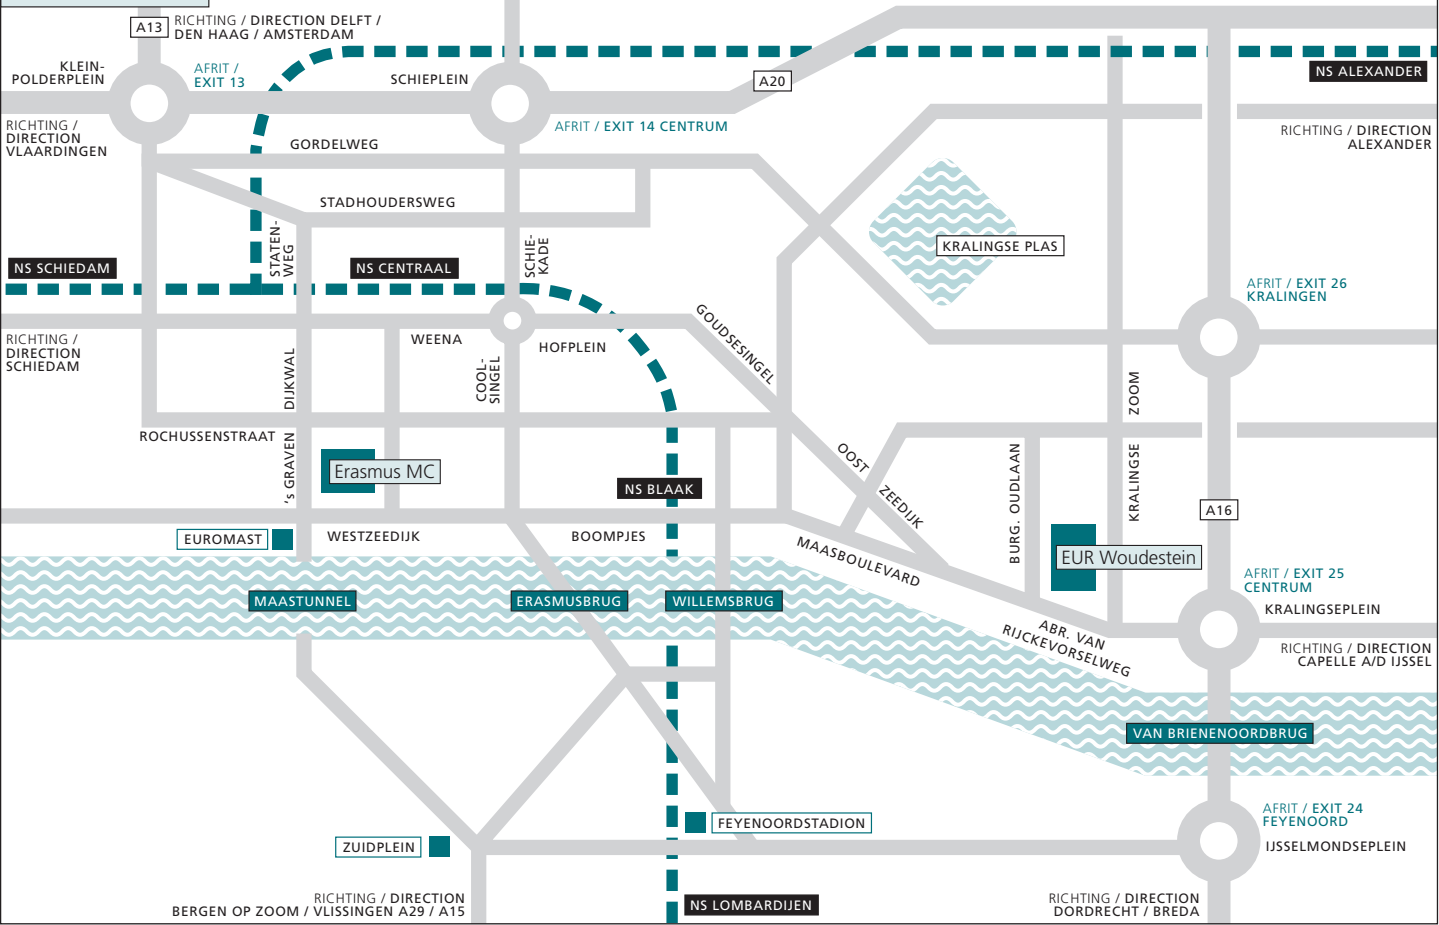 A13
RICHTING / DIRECTION DELFT /
DEN HAAG / AMSTERDAM
KLEIN-
POLDERPLEIN
AFRIT /
EXIT 13
SCHIEPLEIN
A20
NS ALEXANDER
RICHTING /
DIRECTION
VLAARDINGEN
AFRIT / EXIT 14 CENTRUM
RICHTING / DIRECTION
ALEXANDER
GORDELWEG
STADHOUDERSWEG
STATEN-
WEG
SCHIE-
KADE
KRALINGSE PLAS
NS SCHIEDAM
NS CENTRAAL
AFRIT / EXIT 26
KRALINGEN
RICHTING /
DIRECTION
SCHIEDAM
WEENA
HOFPLEIN
GOUDSESINGEL
COOL-
SINGEL
's GRAVEN DIJKWAL
ROCHUSSENSTRAAT
Erasmus MC
NS BLAAK
OOST ZEEDIJK
BURG. OUDLAAN
KRALINGSE ZOOM
A16
EUROMAST
WESTZEEDIJK
BOOMPJES
MAASBOULEVARD
EUR Woudestein
AFRIT / EXIT 25
CENTRUM
KRALINGSEPLEIN
MAASTUNNEL
ERASMUSBRUG
WILLEMSBRUG
ABR. VAN
RIJCKEVORSELWEG
RICHTING / DIRECTION
CAPELLE A/D IJSSEL
VAN BRIENENOORDBRUG
AFRIT / EXIT 24
FEYENOORD
FEYENOORDSTADION
ZUIDPLEIN
IJSSELMONDSEPLEIN
RICHTING / DIRECTION
BERGEN OP ZOOM / VLISSINGEN A29 / A15
NS LOMBARDIJEN
RICHTING / DIRECTION
DORDRECHT / BREDA